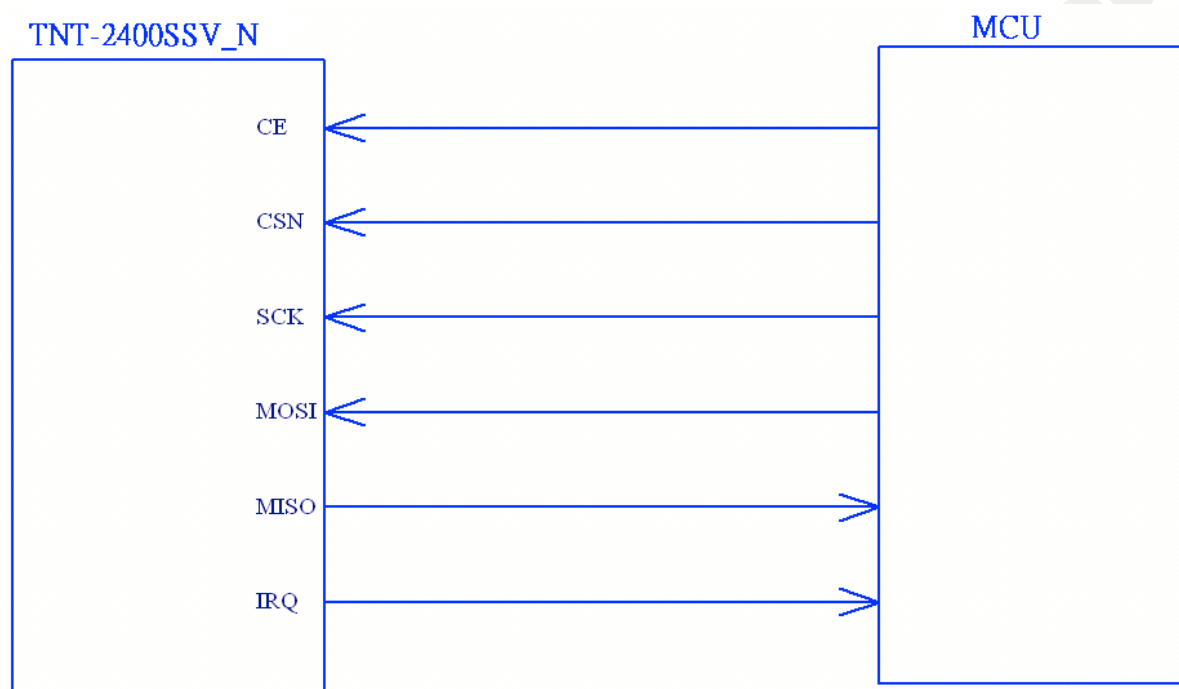 TNT-2400SSV_N
MCU
CE
CSN
SCK
MOSI
MISO
IRQ